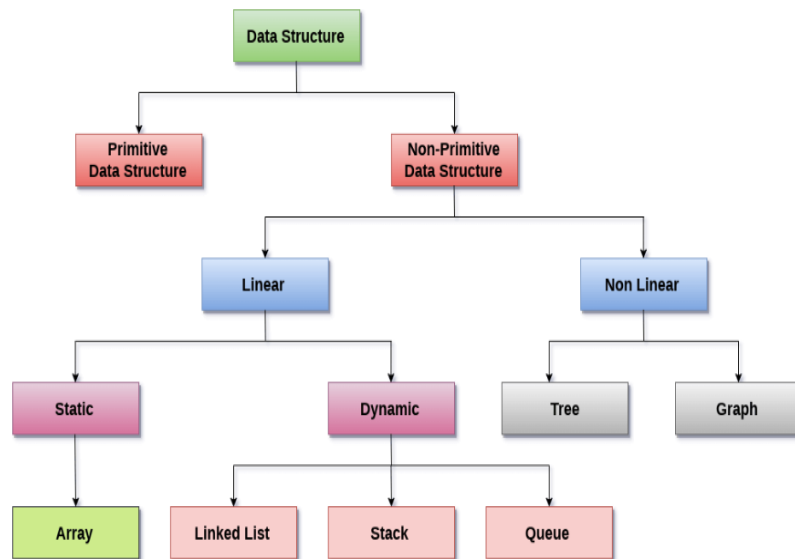 Data Structure
Primitive
Data Structure
Non-Primitive
Data Structure
Linear
Non Linear
Static
Dynamic
Tree
Graph
Array
Linked List
Stack
Queue